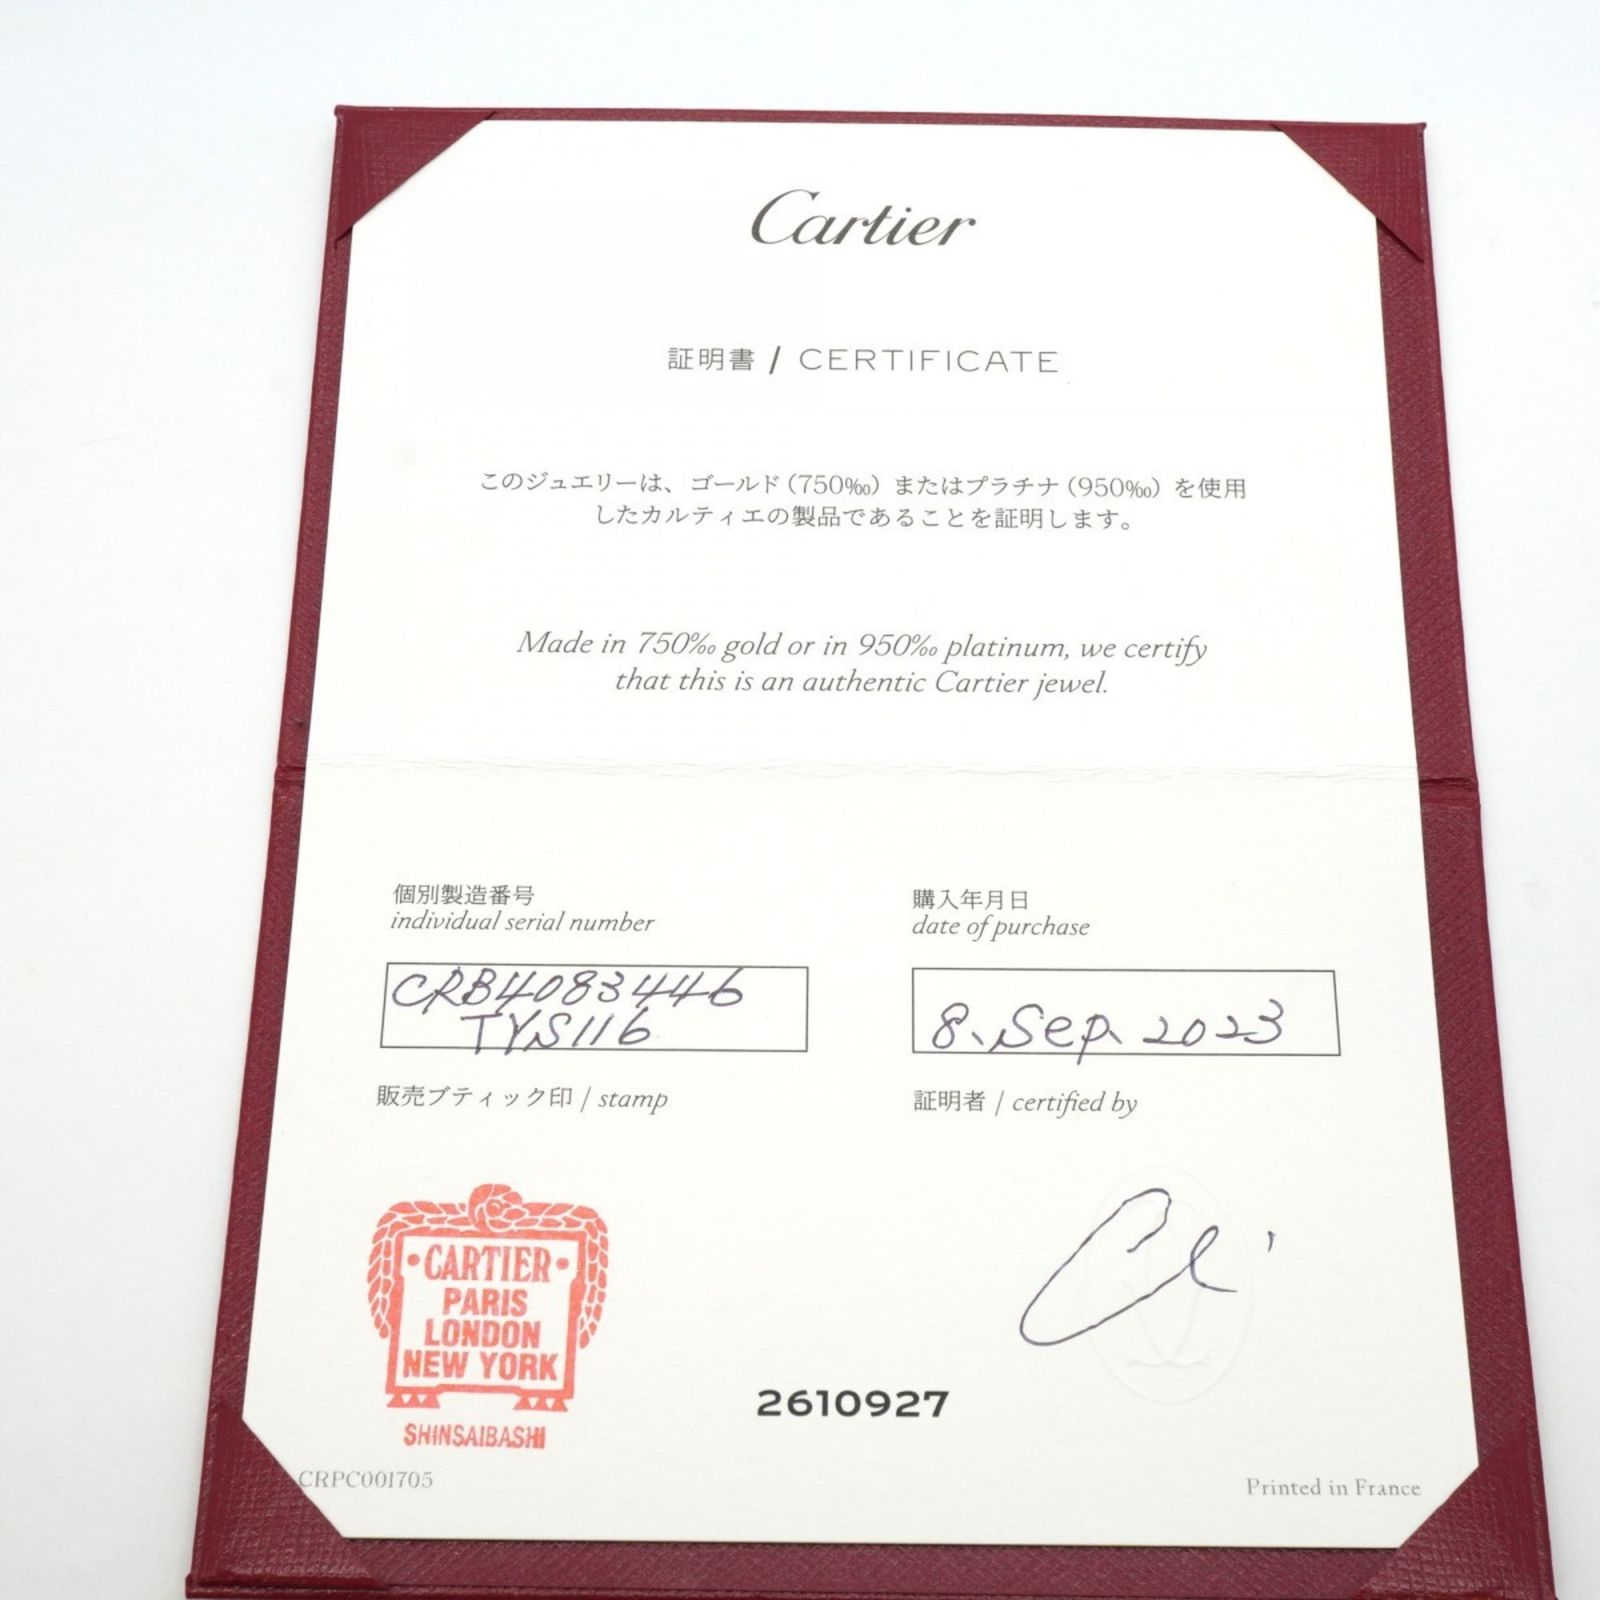 Cartier
証明書 / CERTIFICATE
このジュエリーは、ゴールド（750‰）またはプラチナ（950‰）を使用
したカルティエの製品であることを証明します。
Made in 750‰ gold or in 950‰ platinum, we certify
that this is an authentic Cartier jewel.
個別製造番号
individual serial number
CRB4083446
TYS116
購入年月日
date of purchase
8. Sep. 2023
販売ブティック印 / stamp
証明者 / certified by
CARTIER
PARIS
LONDON
NEW YORK
SHINSAIBASHI
2610927
CRPC001705
Printed in France